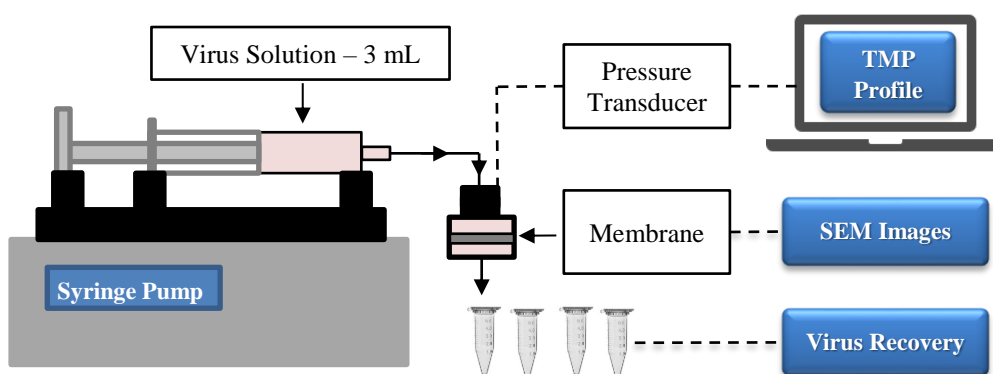 Virus Solution – 3 mL
Pressure
Transducer
TMP
Profile
Membrane
SEM Images
Syringe Pump
Virus Recovery